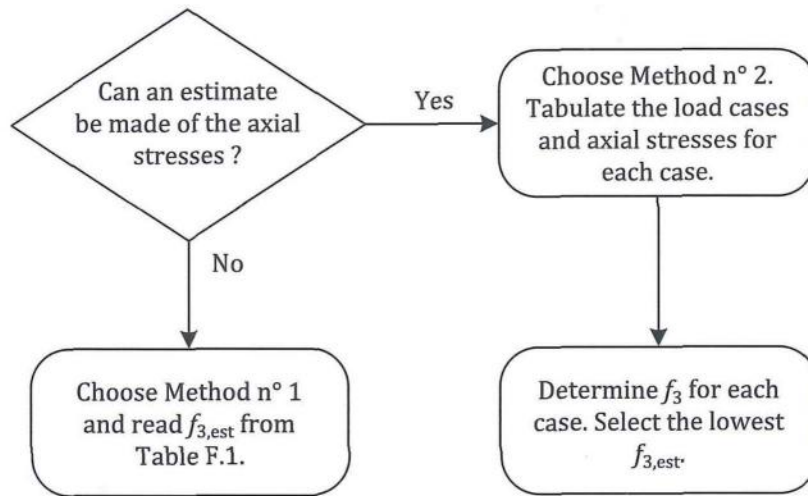 Can an estimate
be made of the axial
stresses ?
Yes
Choose Method n° 2.
Tabulate the load cases
and axial stresses for
each case.
No
Choose Method n° 1
and read f3,est from
Table F.1.
Determine f3 for each
case. Select the lowest
f3,est.